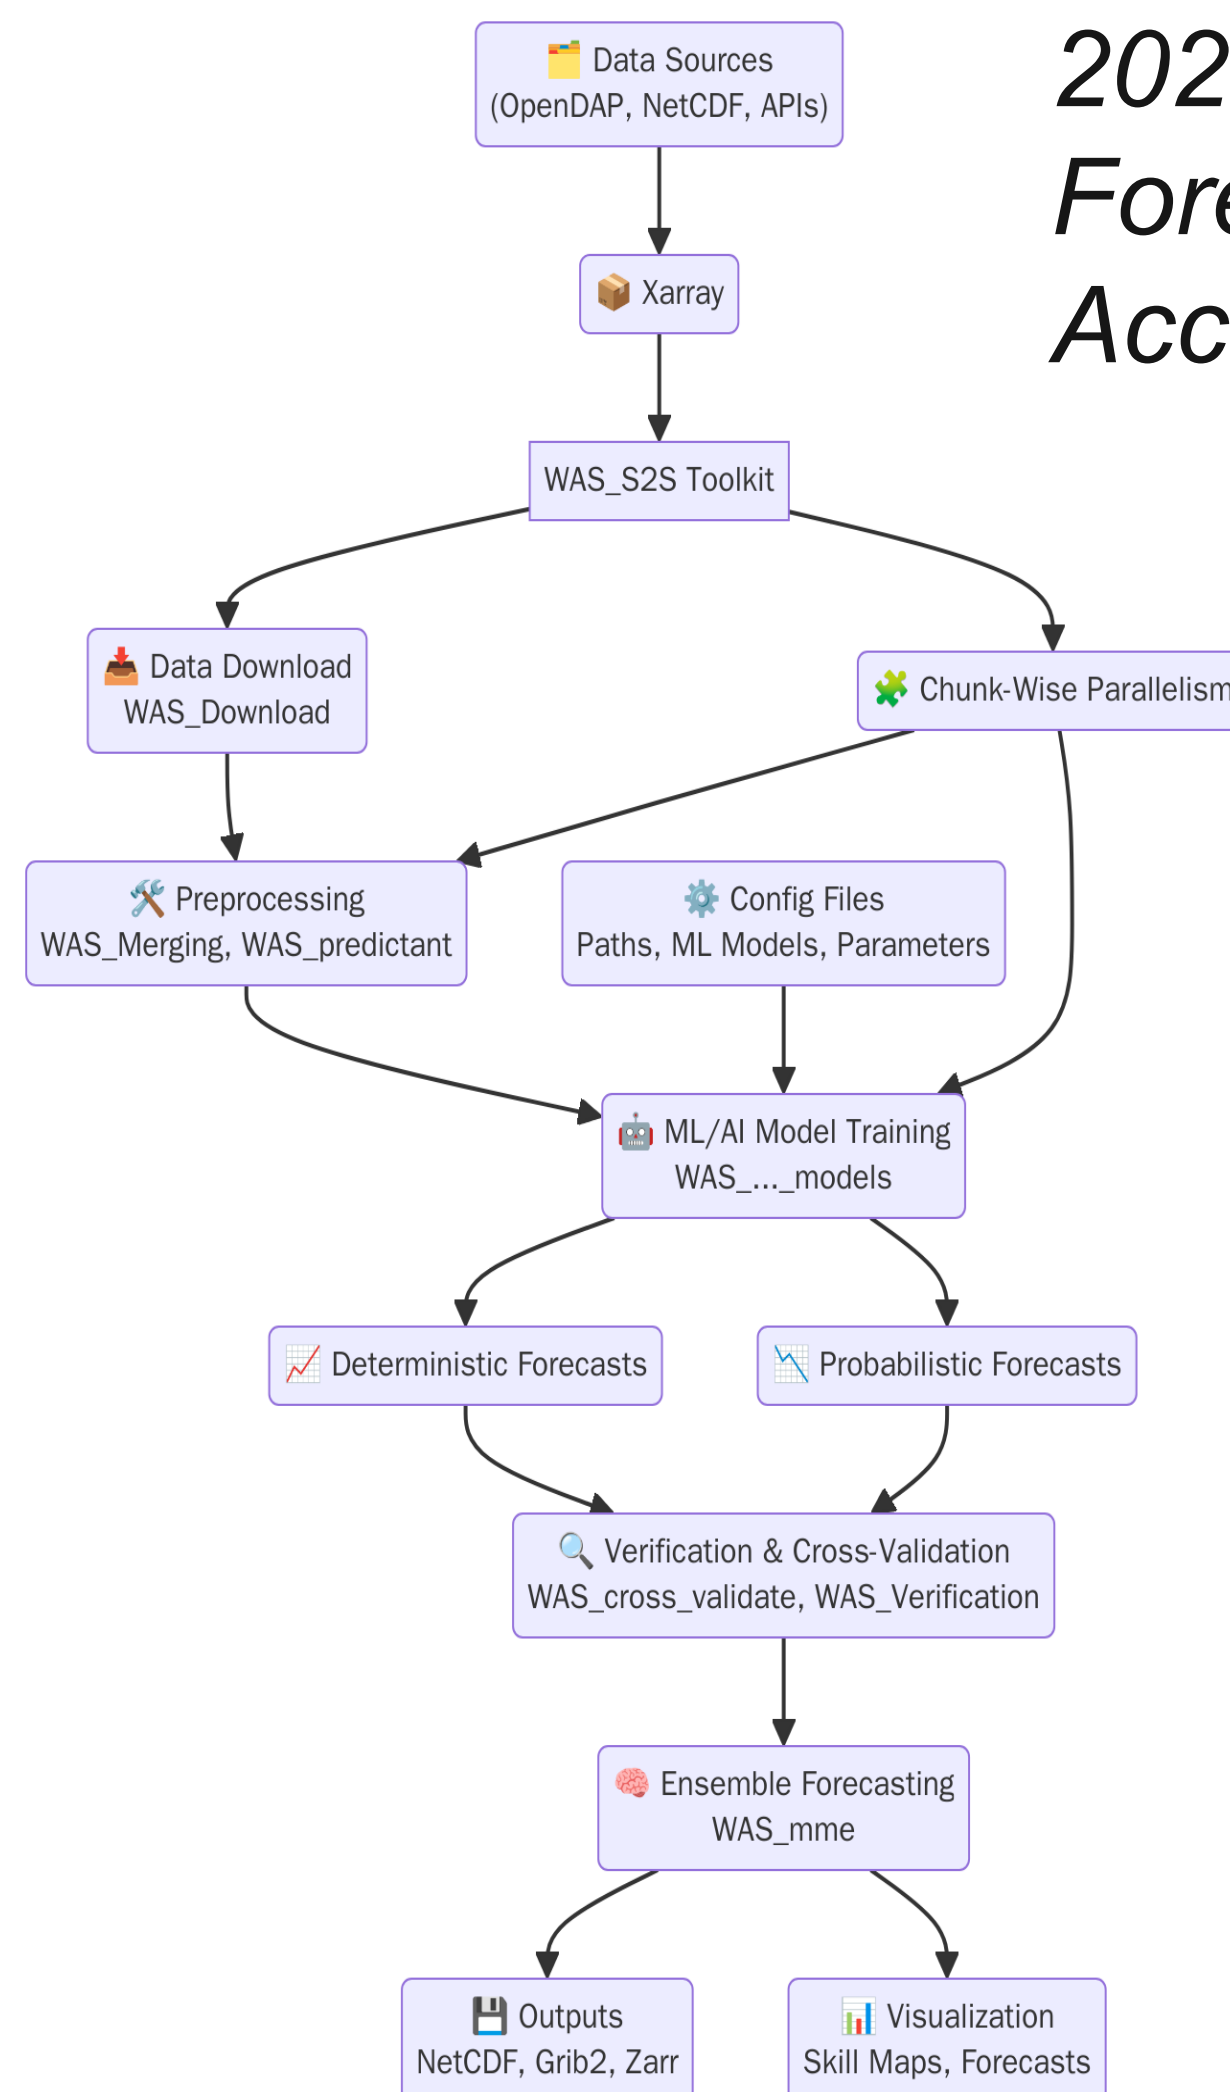 Data Sources
(OpenDAP, NetCDF, APIs)
202
Fore
Acc
Xarray
WAS_S2S Toolkit
Data Download
WAS_Download
Chunk-Wise Parallelism
Preprocessing
WAS_Merging, WAS_predictant
Config Files
Paths, ML Models, Parameters
ML/AI Model Training
WAS_..._models
Deterministic Forecasts
Probabilistic Forecasts
Verification & Cross-Validation
WAS_cross_validate, WAS_Verification
Ensemble Forecasting
WAS_mme
Outputs
NetCDF, Grib2, Zarr
Visualization
Skill Maps, Forecasts